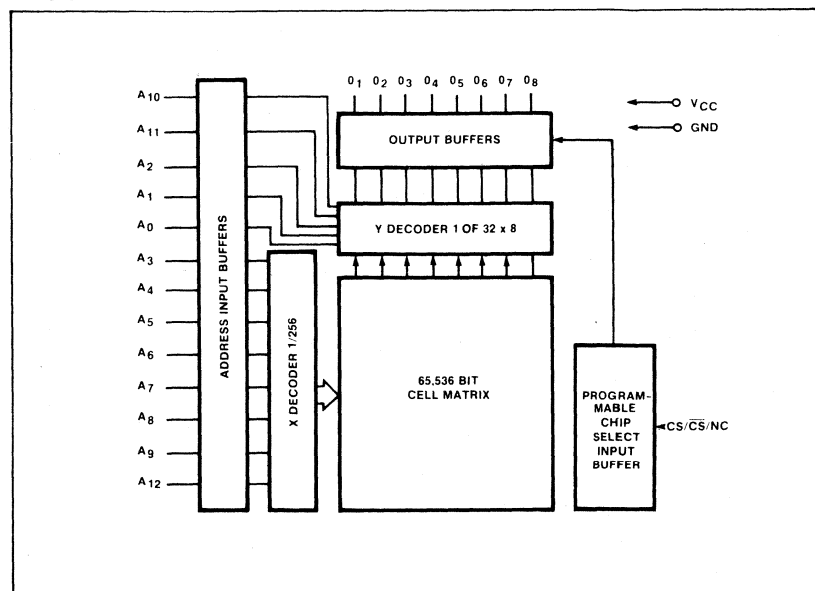 O1 O2 O3 O4 O5 O6 O7 O8
A10
A11
A2
A1
A0
A3
A4
A5
A6
A7
A8
A9
A12
ADDRESS INPUT BUFFERS
X DECODER 1/256
OUTPUT BUFFERS
Y DECODER 1 OF 32 x 8
65,536 BIT
CELL MATRIX
VCC
GND
PROGRAM-
MABLE
CHIP
SELECT
INPUT
BUFFER
CS/C̅S̅/NC